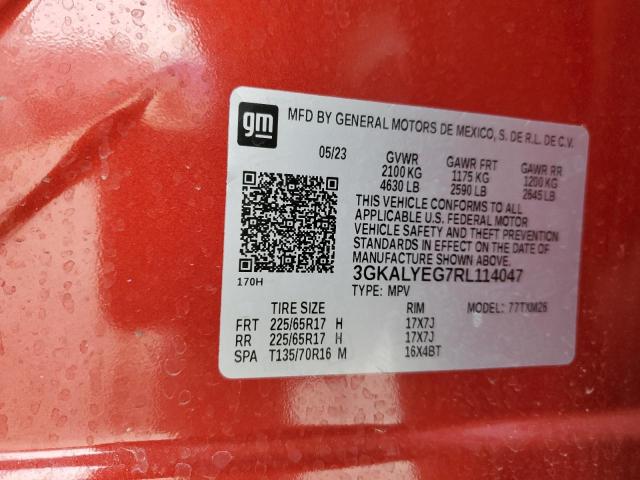 gm
MFD BY GENERAL MOTORS DE MEXICO, S. DE R.L. DE C.V.
05/23 GVWR GAWR FRT GAWR RR
2100 KG 1175 KG 1200 KG
4630 LB 2590 LB 2645 LB
THIS VEHICLE CONFORMS TO ALL
APPLICABLE U.S. FEDERAL MOTOR
VEHICLE SAFETY AND THEFT PREVENTION
STANDARDS IN EFFECT ON THE DATE OF
MANUFACTURE SHOWN ABOVE.
170H 3GKALYEG7RL114047
TYPE: MPV
TIRE SIZE RIM MODEL: 77TXM26
FRT 225/65R17 H 17X7J
RR 225/65R17 H 17X7J
SPA T135/70R16 M 16X4BT